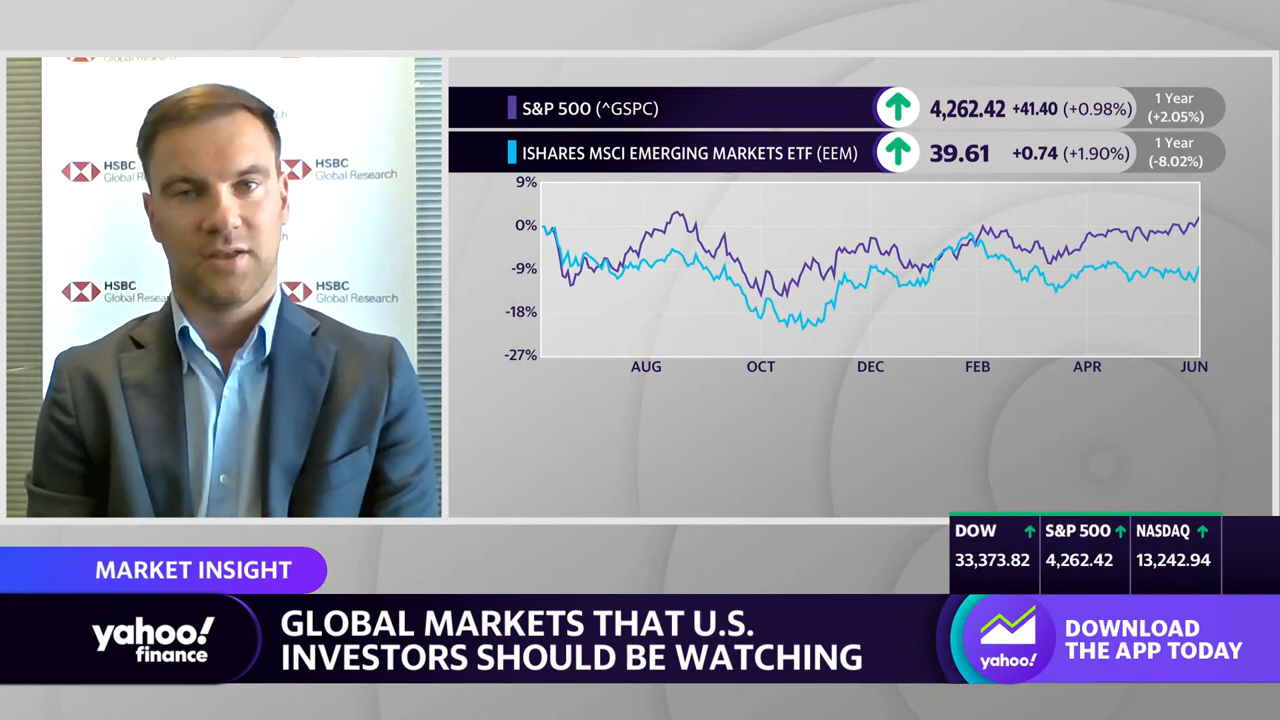 Global Research
ch
HSBC
Global R
HSBC
Global Research
ch
HSBC
Global Resea
HSBC
Global Research
S&P 500 (^GSPC)
4,262.42 +41.40 (+0.98%)
1 Year
(+2.05%)
ISHARES MSCI EMERGING MARKETS ETF (EEM)
39.61 +0.74 (+1.90%)
1 Year
(-8.02%)
9%
0%
-9%
-18%
-27%
AUG OCT DEC FEB APR JUN
DOW S&P 500 NASDAQ
33,373.82 4,262.42 13,242.94
MARKET INSIGHT
yahoo!
finance
GLOBAL MARKETS THAT U.S.
INVESTORS SHOULD BE WATCHING
yahoo!
DOWNLOAD
THE APP TODAY